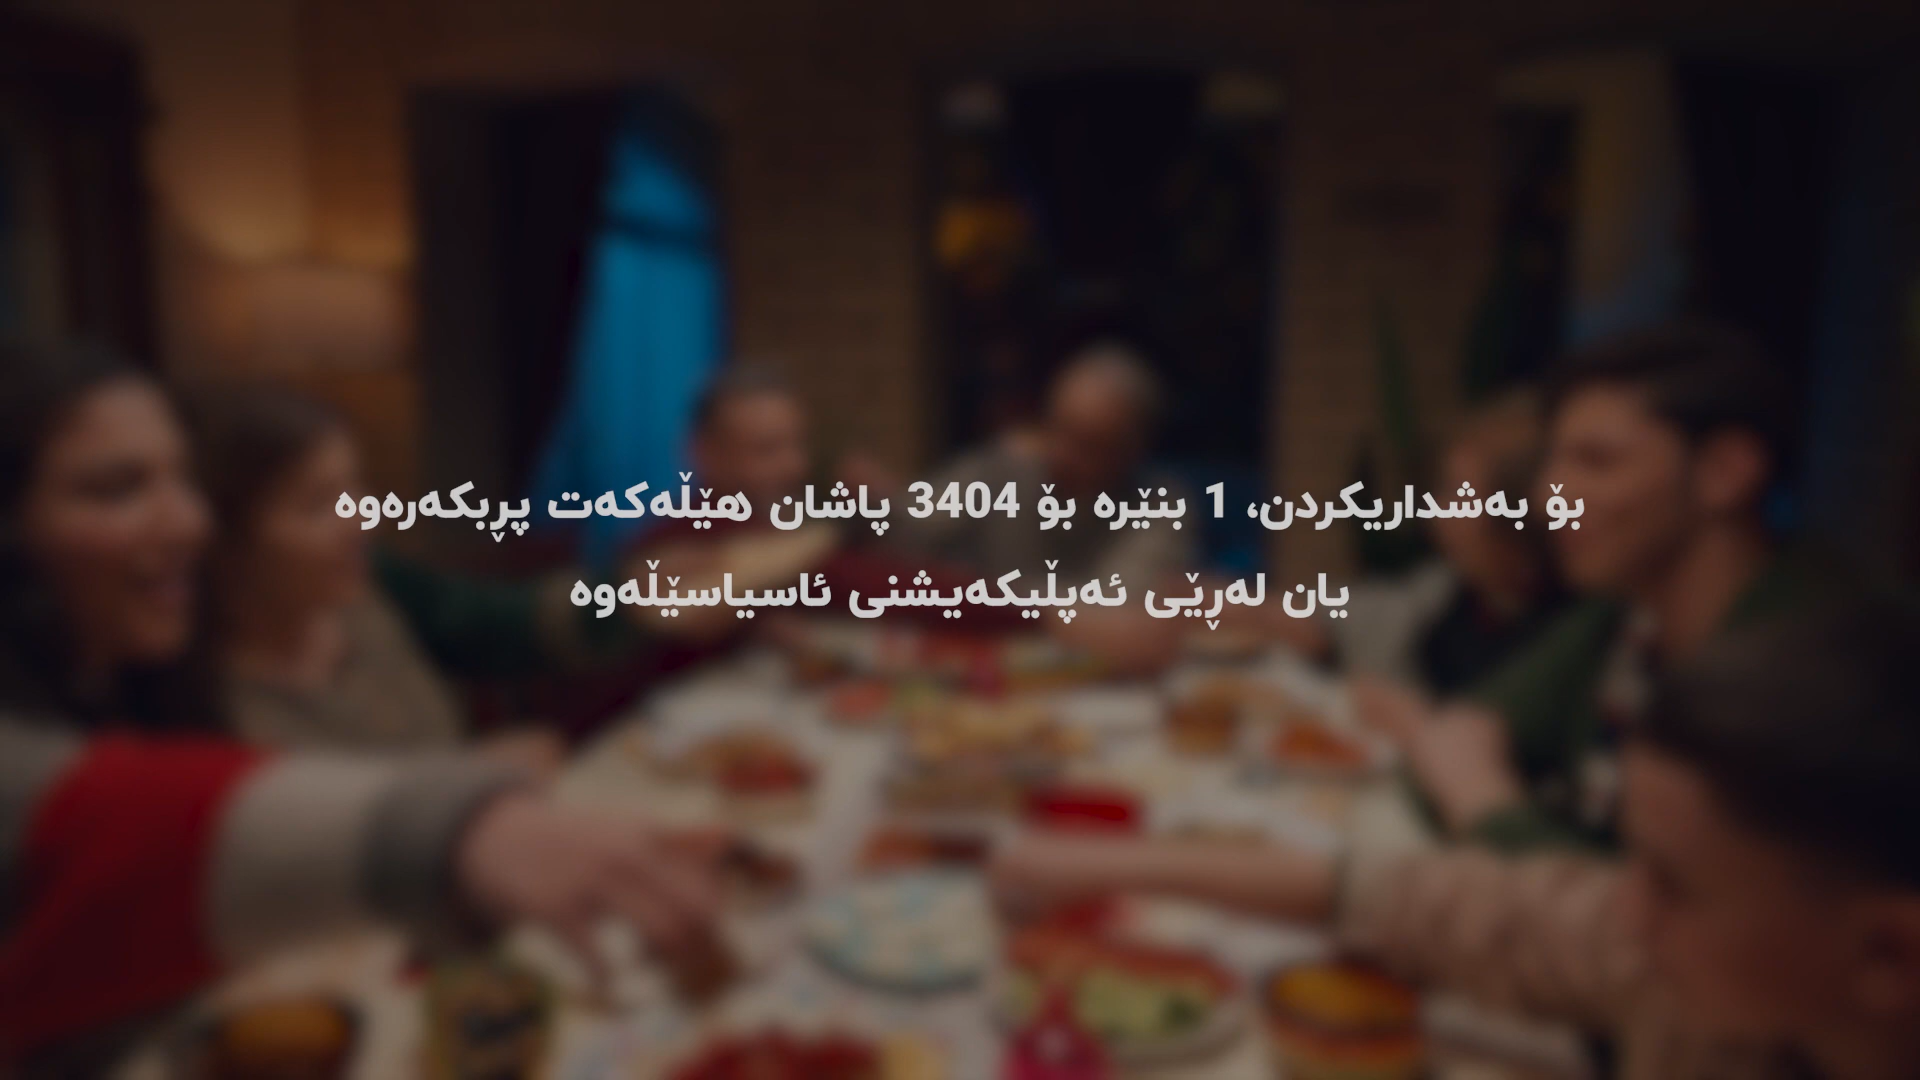 بۆ بەشداریکردن، 1 بنێرە بۆ 3404 پاشان هێڵەکەت پڕبکەرەوە
یان لەڕێی ئەپڵیکەیشنی ئاسیاسێڵەوە